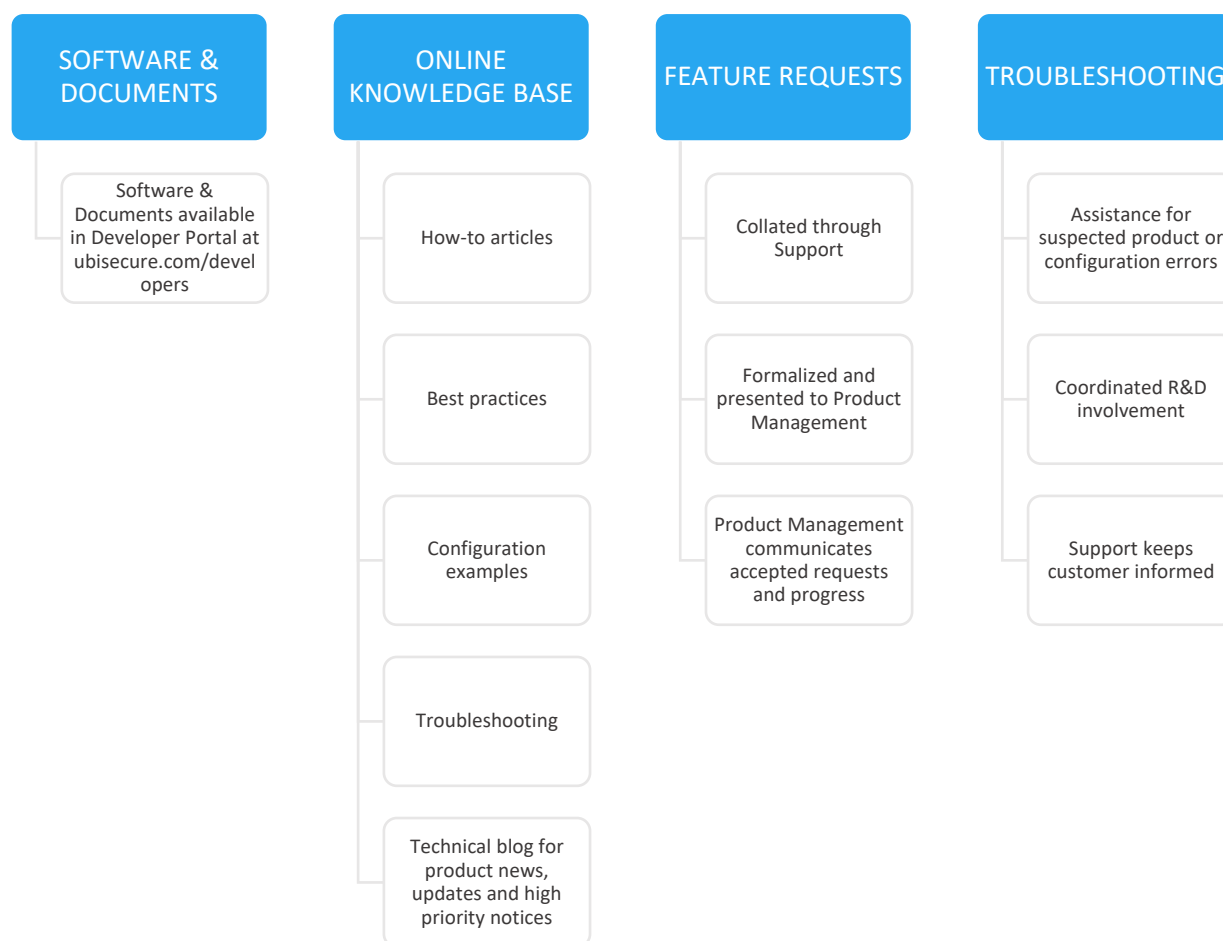 SOFTWARE &
DOCUMENTS
Software &
Documents available
in Developer Portal at
ubisecure.com/devel
opers
ONLINE
KNOWLEDGE BASE
How-to articles
Best practices
Configuration
examples
Troubleshooting
Technical blog for
product news,
updates and high
priority notices
FEATURE REQUESTS
Collated through
Support
Formalized and
presented to Product
Management
Product Management
communicates
accepted requests
and progress
TROUBLESHOOTING
Assistance for
suspected product or
configuration errors
Coordinated R&D
involvement
Support keeps
customer informed